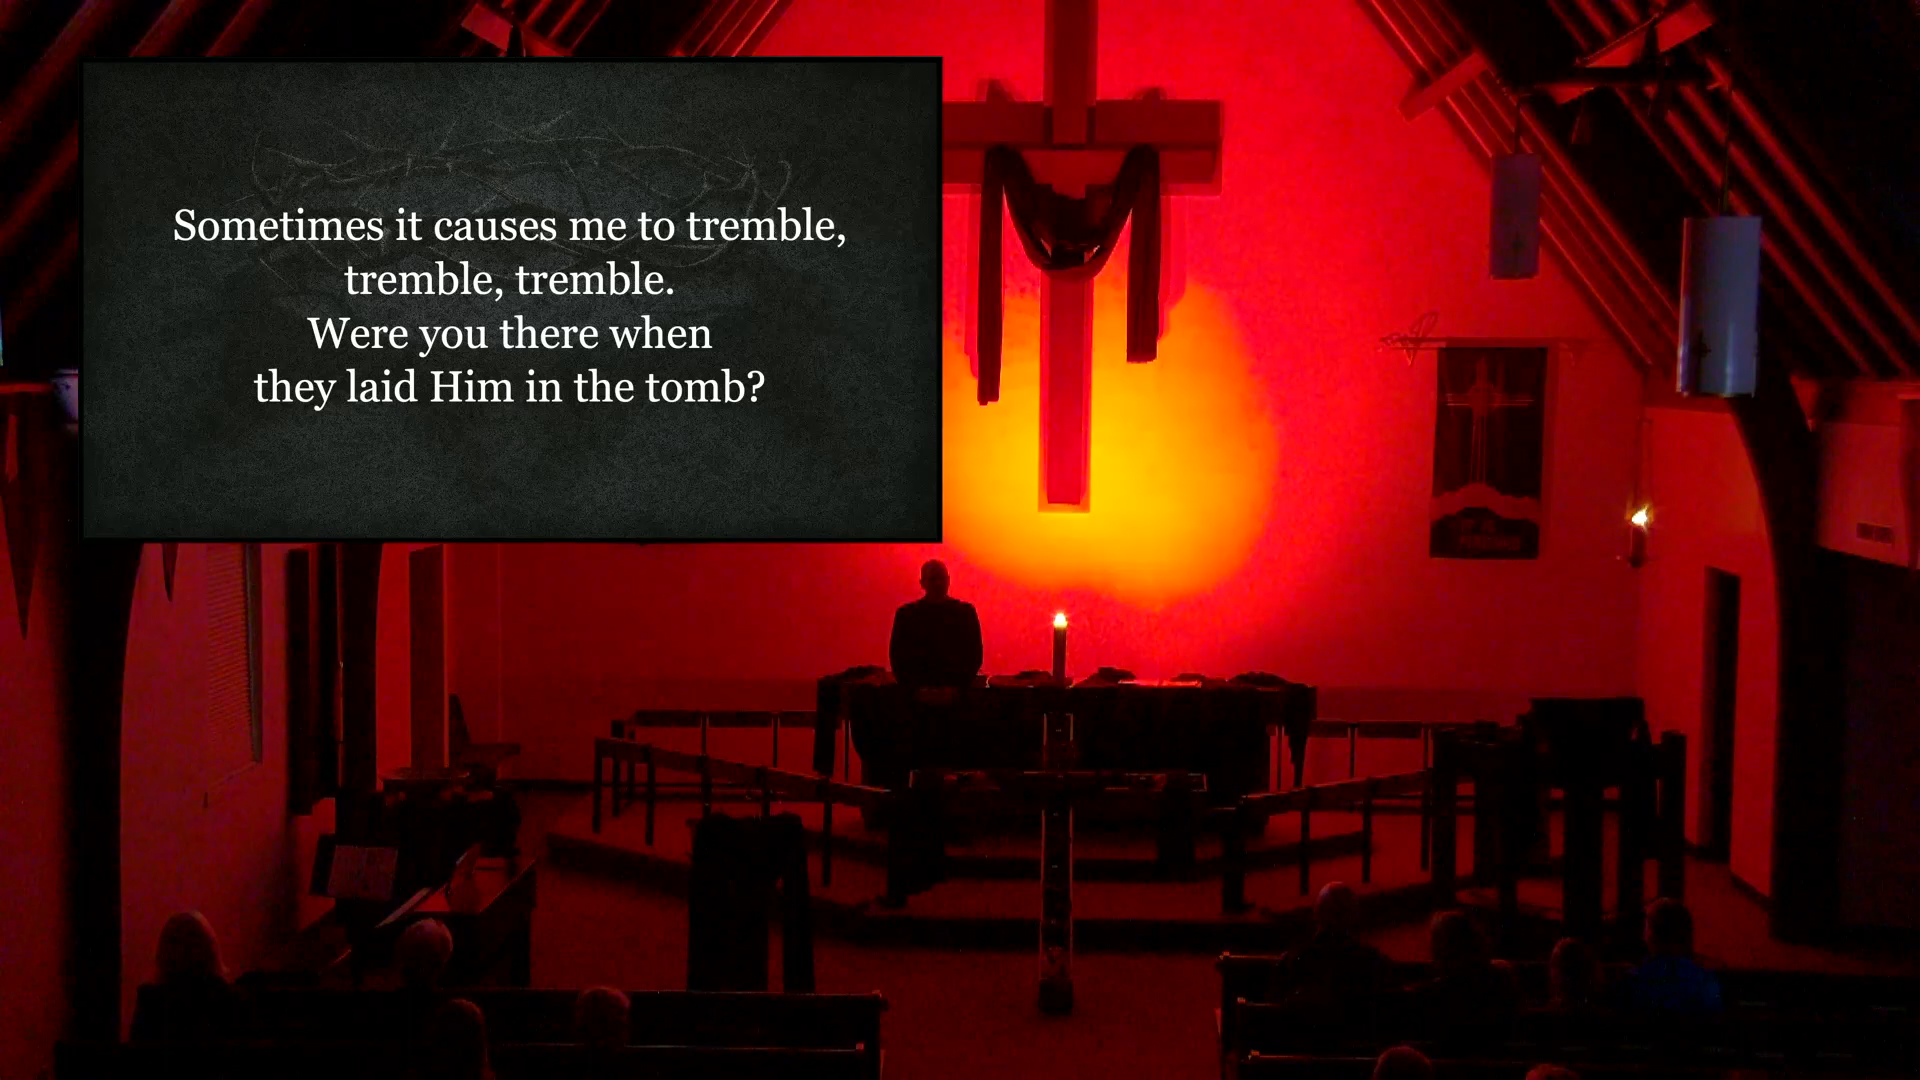 Sometimes it causes me to tremble,
tremble, tremble.
Were you there when
they laid Him in the tomb?